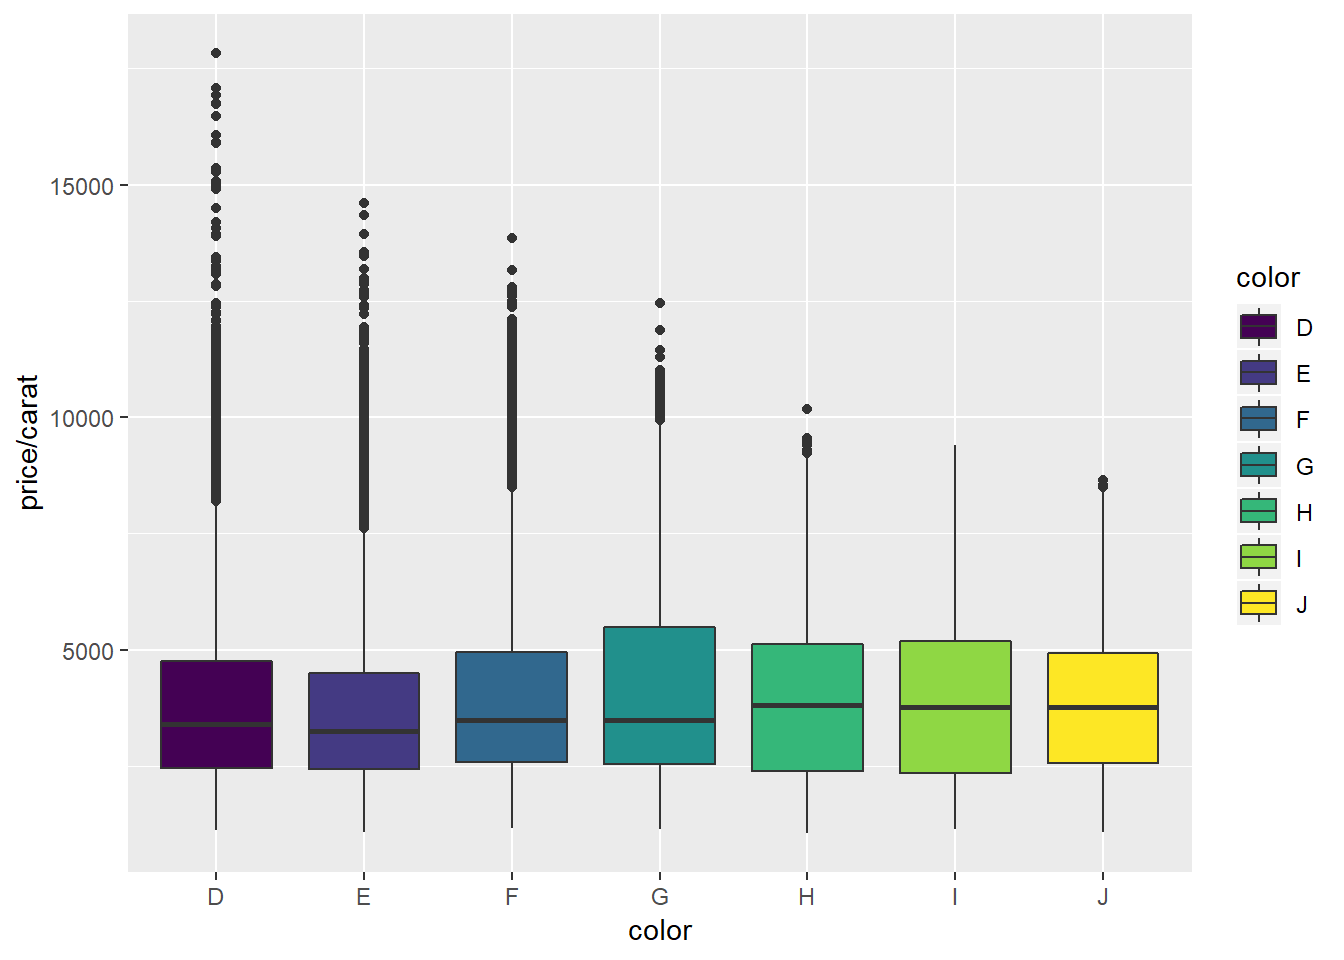 price/carat
15000
10000
5000
D E F G H I J
color
color
D
E
F
G
H
I
J